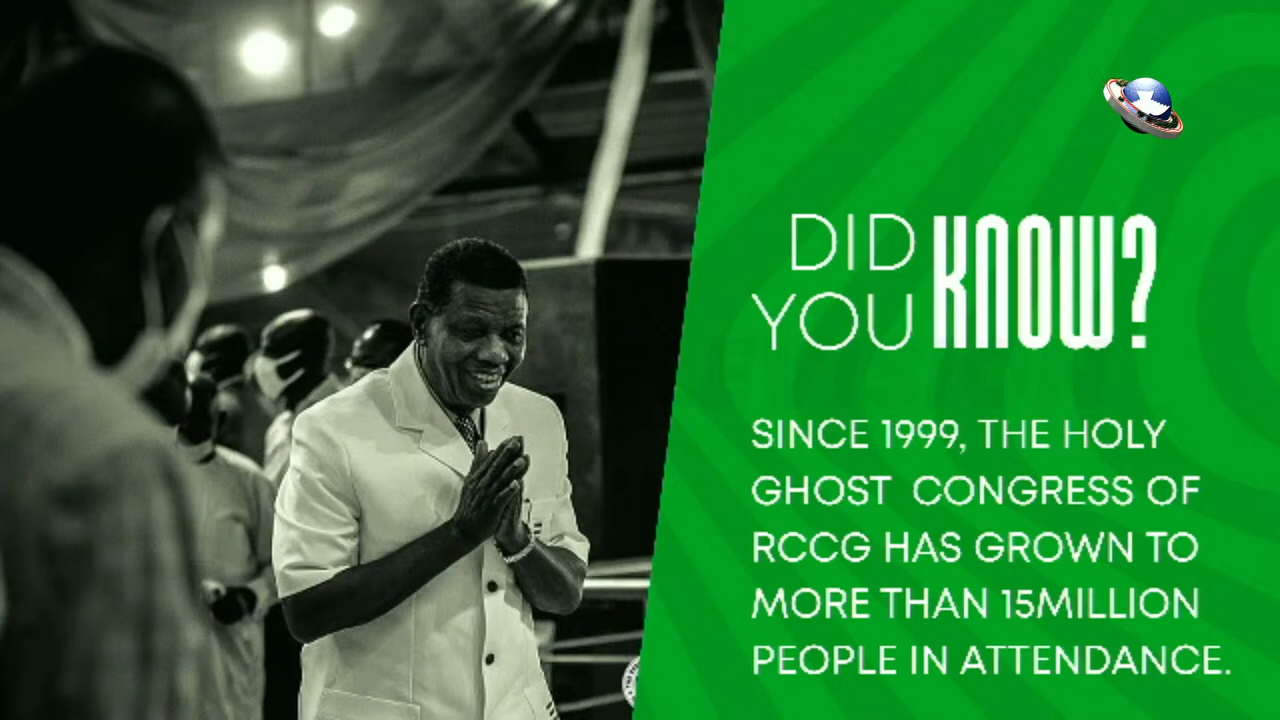 DID
YOU KNOW?
SINCE 1999, THE HOLY
GHOST CONGRESS OF
RCCG HAS GROWN TO
MORE THAN 15MILLION
PEOPLE IN ATTENDANCE.